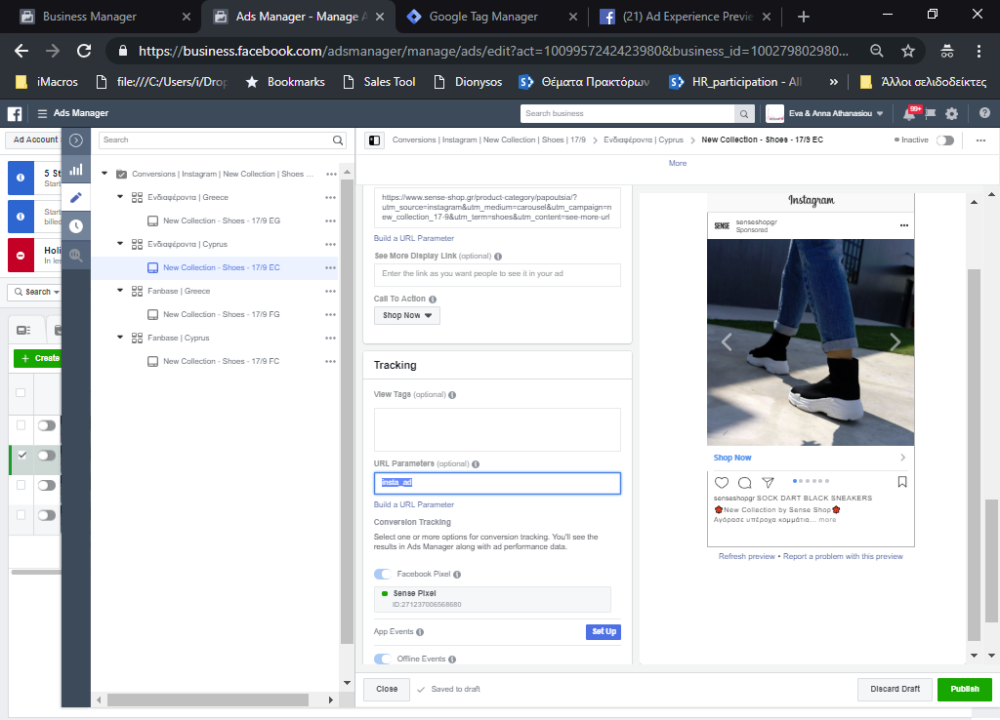 Business Manager
Ads Manager - Manage A
Google Tag Manager
(21) Ad Experience Previe
https://business.facebook.com/adsmanager/manage/ads/edit?act=1009957242423980&business_id=100279802980...
iMacros
file:///C:/Users/i/Drop
Bookmarks
Sales Tool
Dionysos
Θέματα Πρακτόρων
HR_participation - All
»
Άλλοι σελιδοδείκτες
Ads Manager
Search business
Eva & Anna Athanasiou
99+
Ad Account
5 St
Start
Start
billed
Holi
In les
Search
+ Create
Search
Conversions | Instagram | New Collection | Shoes ...
Ενδιαφέροντα | Greece
New Collection - Shoes - 17/9 EG
Ενδιαφέροντα | Cyprus
New Collection - Shoes - 17/9 EC
Fanbase | Greece
New Collection - Shoes - 17/9 FG
Fanbase | Cyprus
New Collection - Shoes - 17/9 FC
Conversions | Instagram | New Collection | Shoes | 17/9 > Ενδιαφέροντα | Cyprus > New Collection - Shoes - 17/9 EC
Inactive
More
https://www.sense-shop.gr/product-category/papoutsia/?
utm_source=instagram&utm_medium=carousel&utm_campaign=n
ew_collection_17-9&utm_term=shoes&utm_content=see-more-url
Build a URL Parameter
See More Display Link (optional)
Enter the link as you want people to see it in your ad
Call To Action
Shop Now
Tracking
View Tags (optional)
URL Parameters (optional)
insta_ad
Build a URL Parameter
Conversion Tracking
Select one or more options for conversion tracking. You'll see the
results in Ads Manager along with ad performance data.
Facebook Pixel
Sense Pixel
ID:271237006568680
App Events
Set Up
Offline Events
Instagram
SENSE
senseshopgr
Sponsored
Shop Now
senseshopgr SOCK DART BLACK SNEAKERS
New Collection by Sense Shop
Αγόρασε υπέροχα κομμάτια... more
Refresh preview • Report a problem with this preview
Close
Saved to draft
Discard Draft
Publish